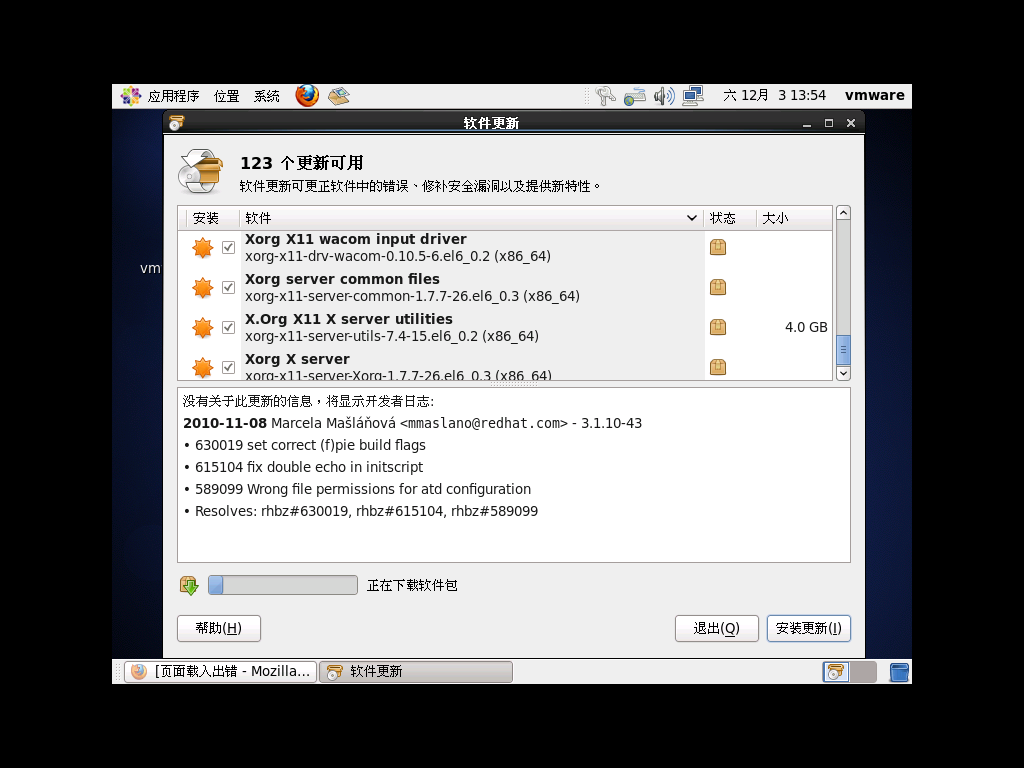 应用程序 位置 系统 六 12月 3 13:54 vmware
软件更新
123 个更新可用
软件更新可更正软件中的错误、修补安全漏洞以及提供新特性。
安装 软件 状态 大小
Xorg X11 wacom input driver
xorg-x11-drv-wacom-0.10.5-6.el6_0.2 (x86_64)
vm
Xorg server common files
xorg-x11-server-common-1.7.7-26.el6_0.3 (x86_64)
X.Org X11 X server utilities
xorg-x11-server-utils-7.4-15.el6_0.2 (x86_64)
4.0 GB
Xorg X server
xorg-x11-server-Xorg-1.7.7-26.el6_0.3 (x86_64)
没有关于此更新的信息，将显示开发者日志:
2010-11-08 Marcela Mašláňová <mmaslano@redhat.com> - 3.1.10-43
• 630019 set correct (f)pie build flags
• 615104 fix double echo in initscript
• 589099 Wrong file permissions for atd configuration
• Resolves: rhbz#630019, rhbz#615104, rhbz#589099
正在下载软件包
帮助(H) 退出(Q) 安装更新(I)
[页面载入出错 - Mozilla... 软件更新